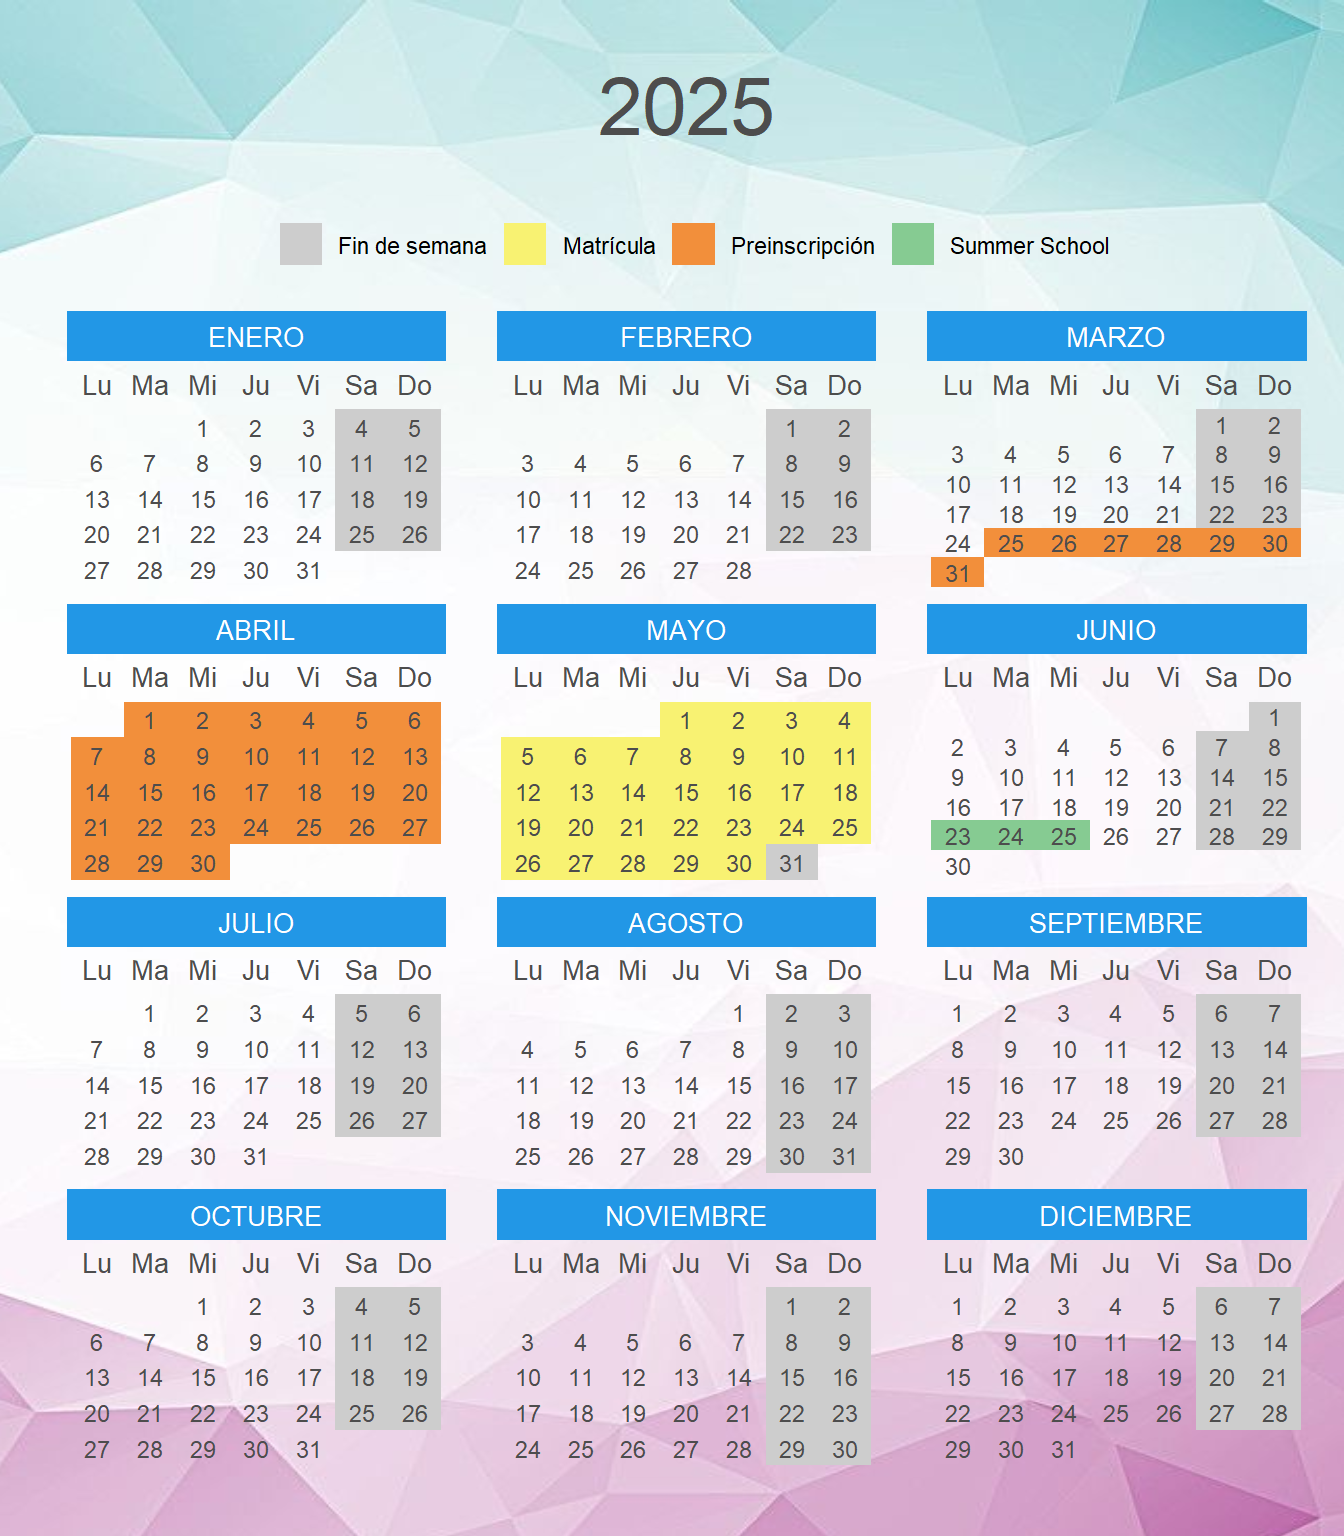 2025
Fin de semana Matrícula Preinscripción Summer School
ENERO FEBRERO MARZO
Lu Ma Mi Ju Vi Sa Do
1 2 3 4 5
6 7 8 9 10 11 12
13 14 15 16 17 18 19
20 21 22 23 24 25 26
27 28 29 30 31
Lu Ma Mi Ju Vi Sa Do
1 2
3 4 5 6 7 8 9
10 11 12 13 14 15 16
17 18 19 20 21 22 23
24 25 26 27 28
Lu Ma Mi Ju Vi Sa Do
1 2
3 4 5 6 7 8 9
10 11 12 13 14 15 16
17 18 19 20 21 22 23
24 25 26 27 28 29 30
31
ABRIL MAYO JUNIO
Lu Ma Mi Ju Vi Sa Do
1 2 3 4 5 6
7 8 9 10 11 12 13
14 15 16 17 18 19 20
21 22 23 24 25 26 27
28 29 30
Lu Ma Mi Ju Vi Sa Do
1 2 3 4
5 6 7 8 9 10 11
12 13 14 15 16 17 18
19 20 21 22 23 24 25
26 27 28 29 30 31
Lu Ma Mi Ju Vi Sa Do
1
2 3 4 5 6 7 8
9 10 11 12 13 14 15
16 17 18 19 20 21 22
23 24 25 26 27 28 29
30
JULIO AGOSTO SEPTIEMBRE
Lu Ma Mi Ju Vi Sa Do
1 2 3 4 5 6
7 8 9 10 11 12 13
14 15 16 17 18 19 20
21 22 23 24 25 26 27
28 29 30 31
Lu Ma Mi Ju Vi Sa Do
1 2 3
4 5 6 7 8 9 10
11 12 13 14 15 16 17
18 19 20 21 22 23 24
25 26 27 28 29 30 31
Lu Ma Mi Ju Vi Sa Do
1 2 3 4 5 6 7
8 9 10 11 12 13 14
15 16 17 18 19 20 21
22 23 24 25 26 27 28
29 30
OCTUBRE NOVIEMBRE DICIEMBRE
Lu Ma Mi Ju Vi Sa Do
1 2 3 4 5
6 7 8 9 10 11 12
13 14 15 16 17 18 19
20 21 22 23 24 25 26
27 28 29 30 31
Lu Ma Mi Ju Vi Sa Do
1 2
3 4 5 6 7 8 9
10 11 12 13 14 15 16
17 18 19 20 21 22 23
24 25 26 27 28 29 30
Lu Ma Mi Ju Vi Sa Do
1 2 3 4 5 6 7
8 9 10 11 12 13 14
15 16 17 18 19 20 21
22 23 24 25 26 27 28
29 30 31